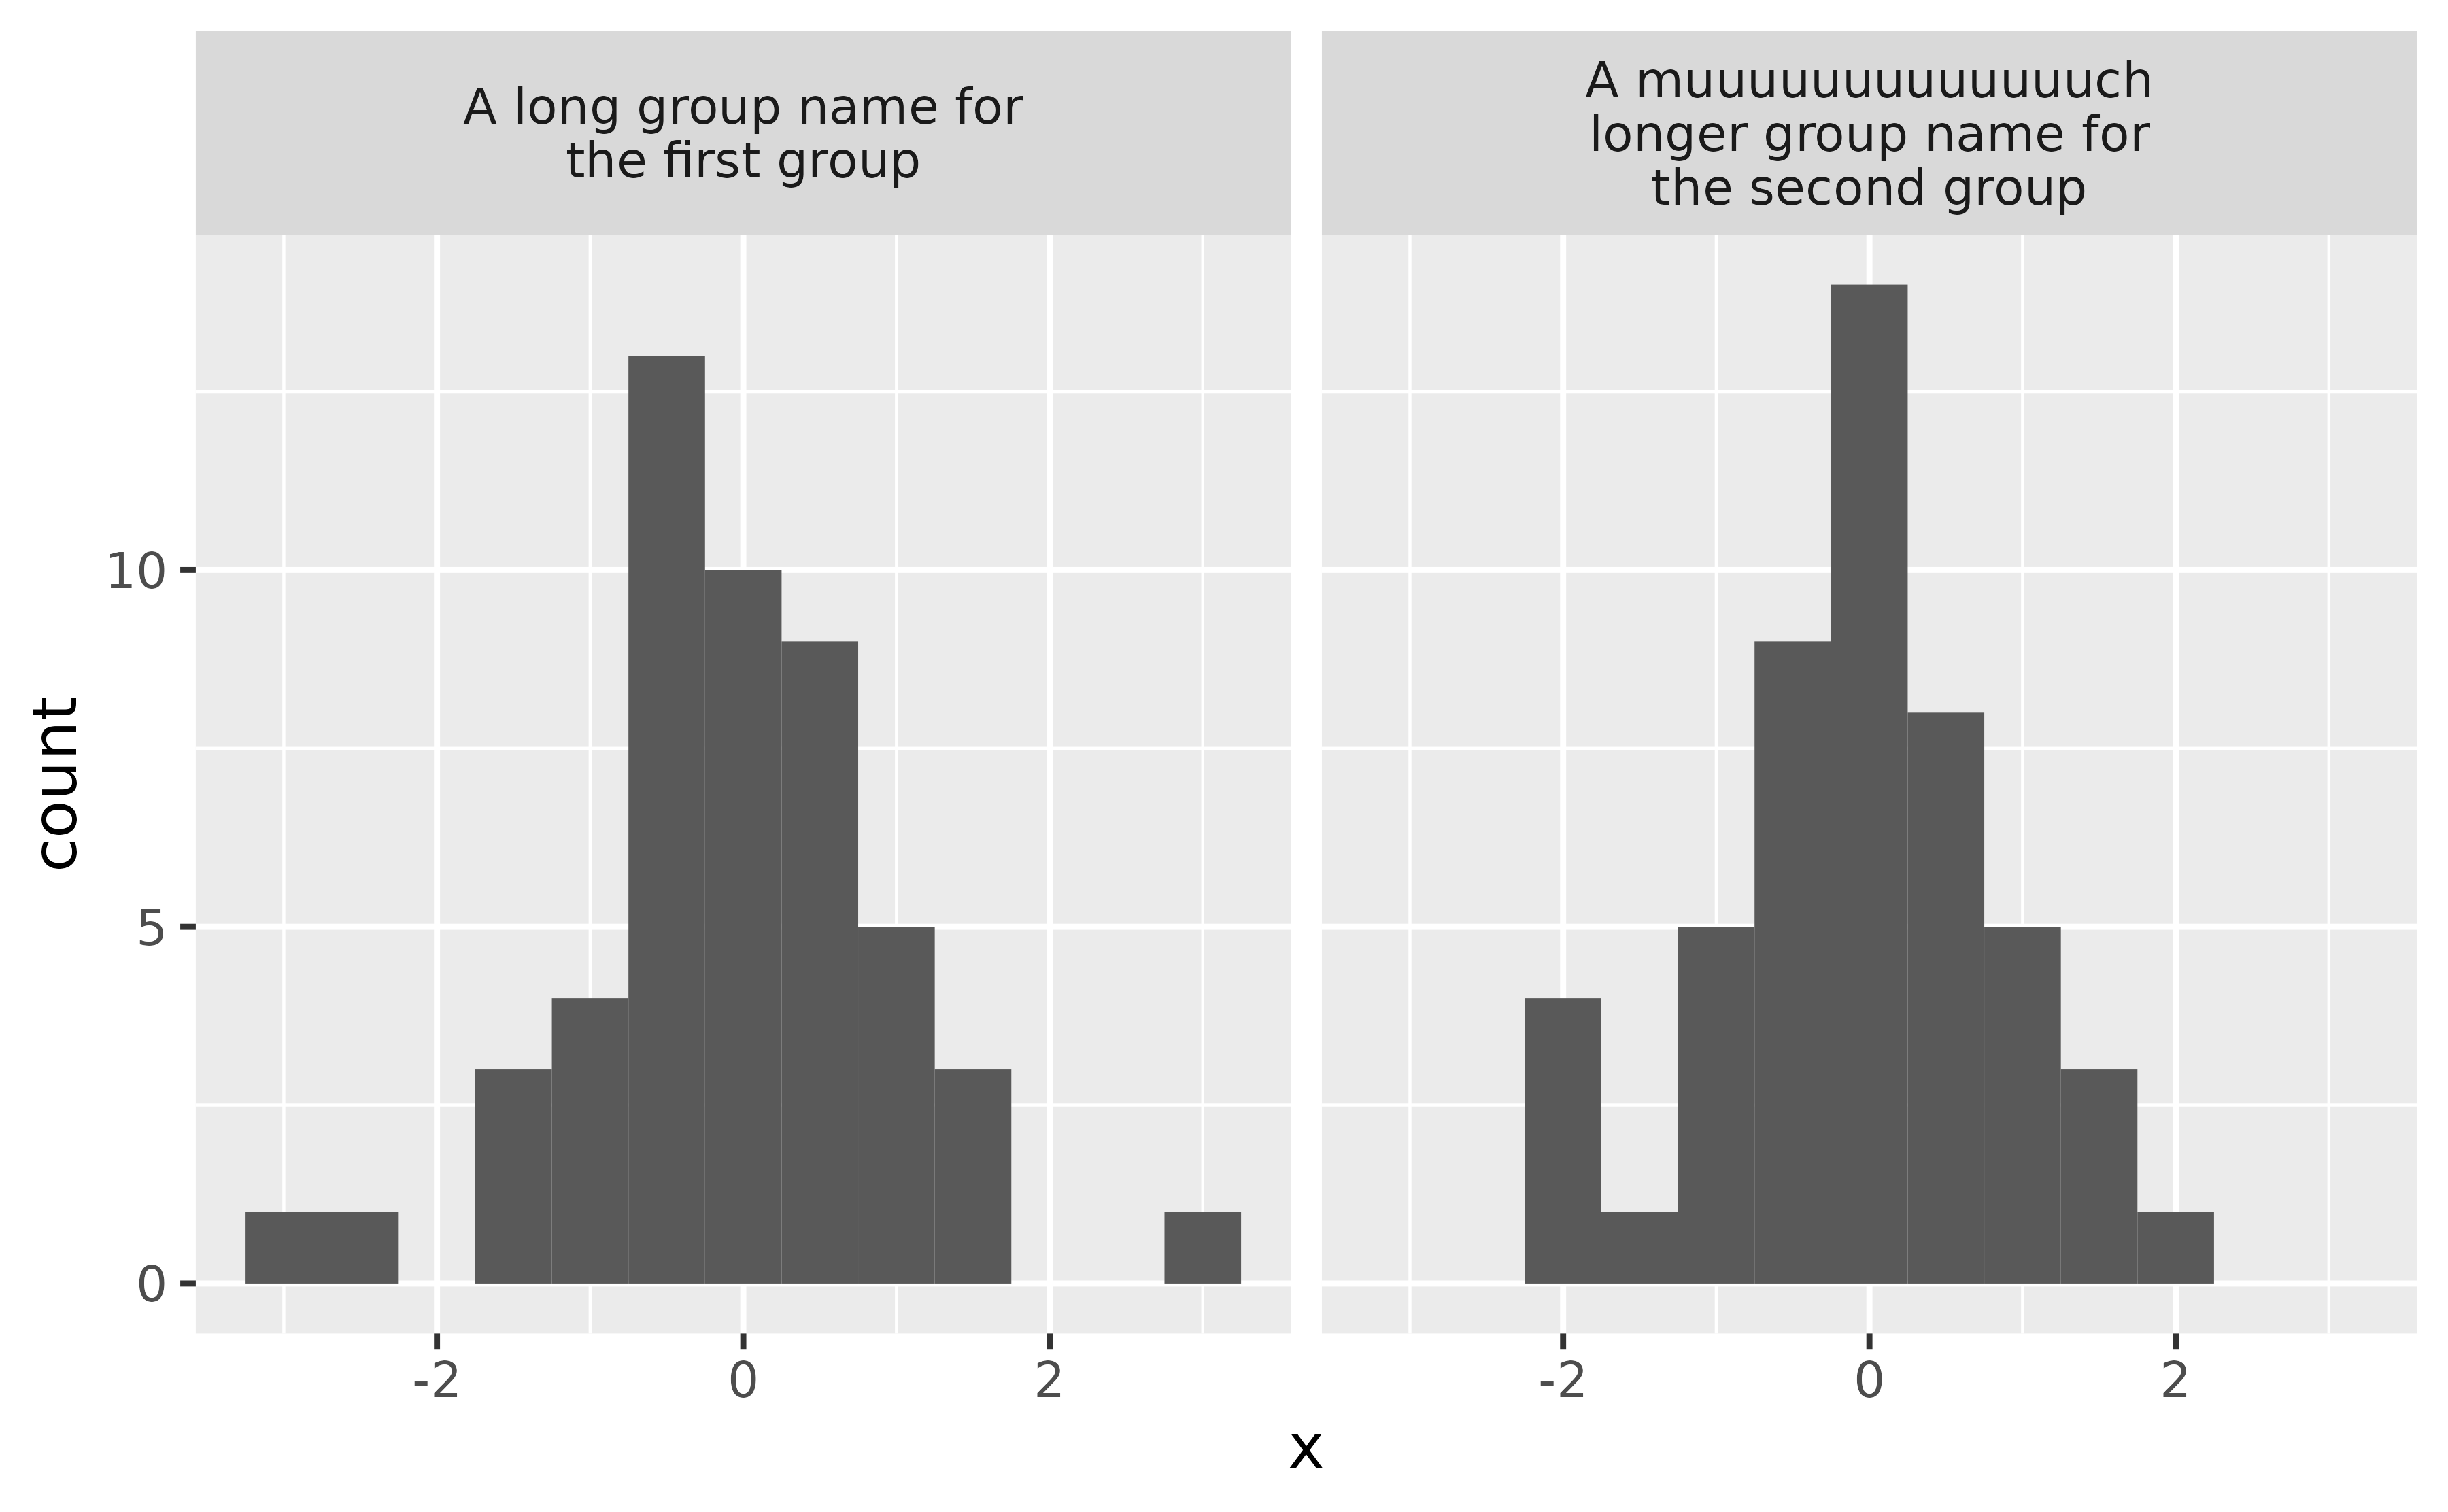 A long group name for
the first group
A muuuuuuuuuuuuuch
longer group name for
the second group
10
5
0
count
-2
0
2
-2
0
2
x